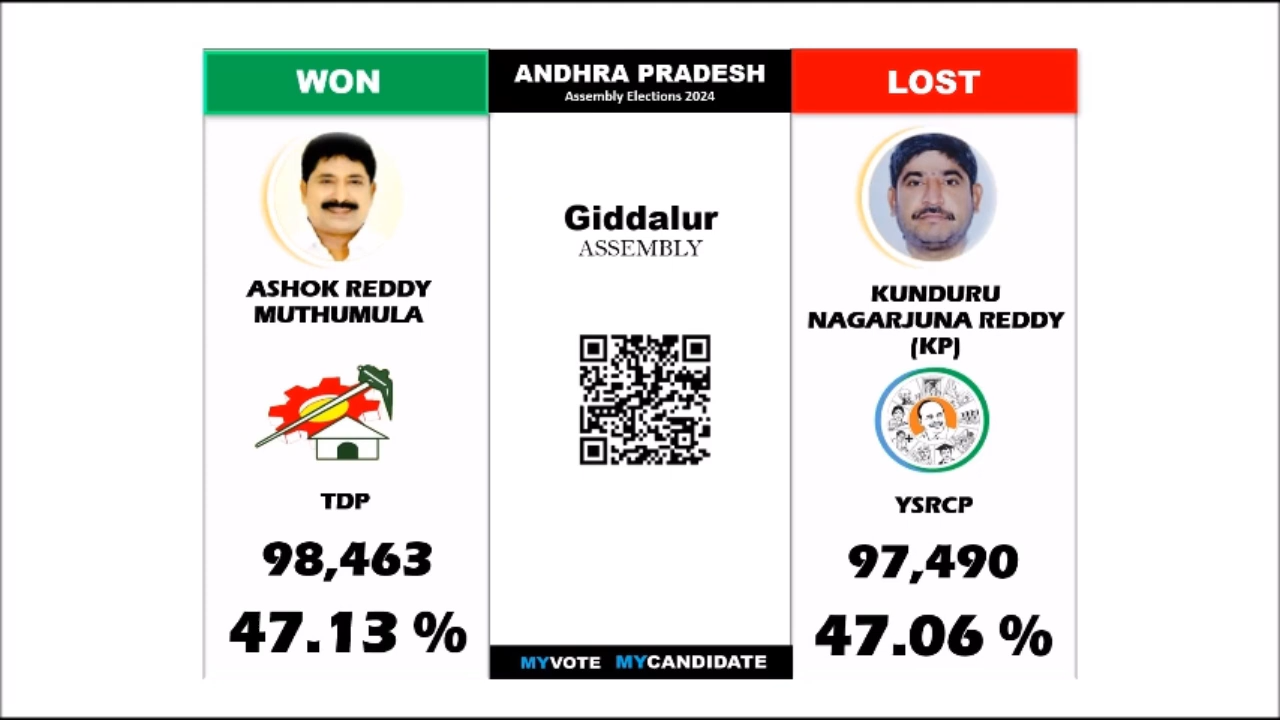 WON
ASHOK REDDY
MUTHUMULA
TDP
98,463
47.13 %
ANDHRA PRADESH
Assembly Elections 2024
Giddalur
ASSEMBLY
MYVOTE MYCANDIDATE
LOST
KUNDURU
NAGARJUNA REDDY
(KP)
YSRCP
97,490
47.06 %